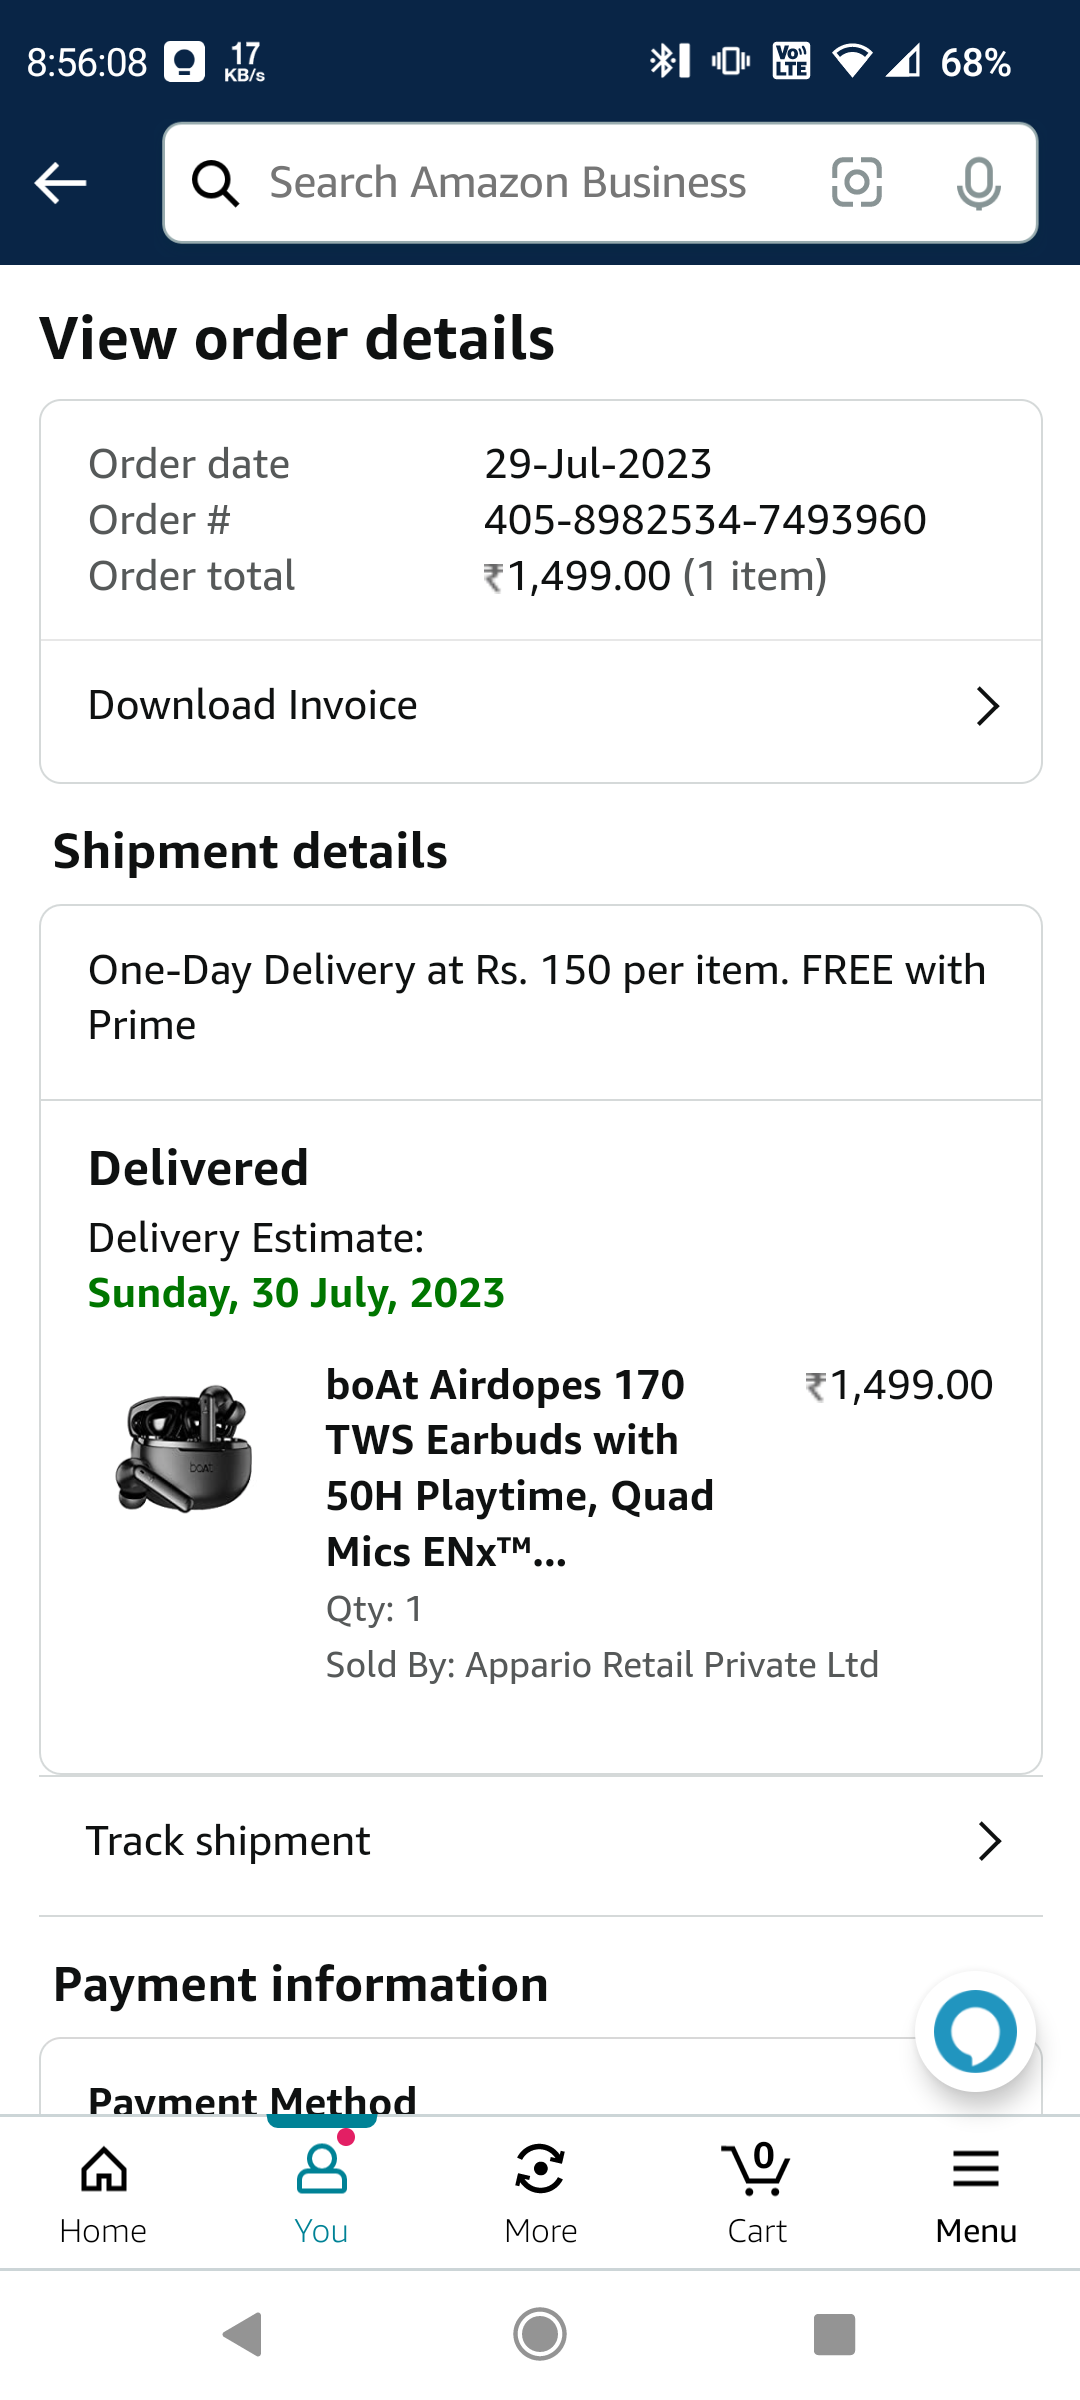 8:56:08 17 KB/s Vo)) LTE 68%
Search Amazon Business
View order details
Order date 29-Jul-2023
Order # 405-8982534-7493960
Order total ₹1,499.00 (1 item)
Download Invoice
Shipment details
One-Day Delivery at Rs. 150 per item. FREE with
Prime
Delivered
Delivery Estimate:
Sunday, 30 July, 2023
boAt Airdopes 170 ₹1,499.00
TWS Earbuds with
50H Playtime, Quad
Mics ENx™...
boAt
Qty: 1
Sold By: Appario Retail Private Ltd
Track shipment
Payment information
Payment Method
0
Home You More Cart Menu